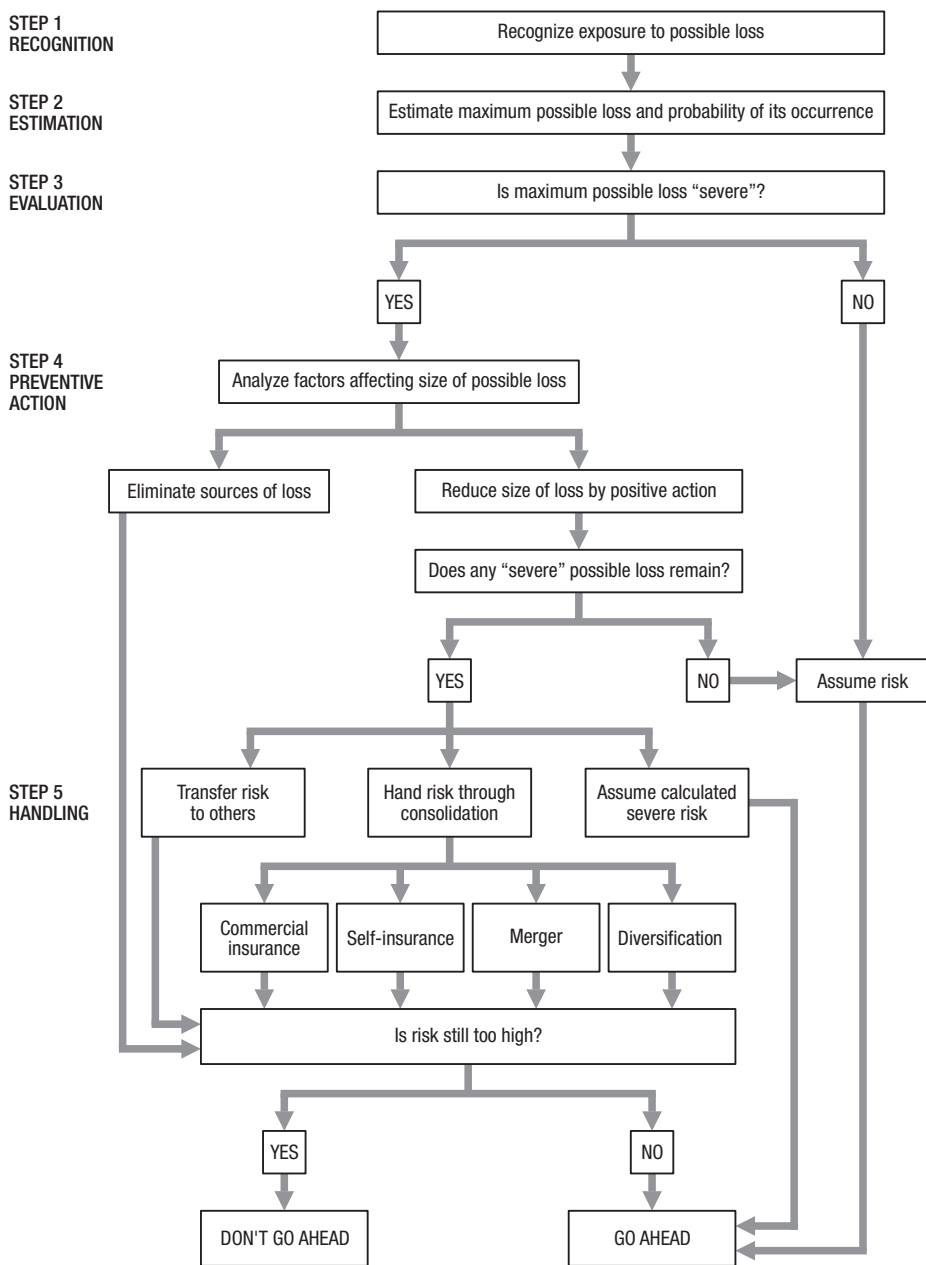 STEP 1
RECOGNITION
Recognize exposure to possible loss
STEP 2
ESTIMATION
Estimate maximum possible loss and probability of its occurrence
STEP 3
EVALUATION
Is maximum possible loss “severe”?
YES
NO
STEP 4
PREVENTIVE
ACTION
Analyze factors affecting size of possible loss
Eliminate sources of loss
Reduce size of loss by positive action
Does any “severe” possible loss remain?
YES
NO
Assume risk
STEP 5
HANDLING
Transfer risk
to others
Hand risk through
consolidation
Assume calculated
severe risk
Commercial
insurance
Self-insurance
Merger
Diversification
Is risk still too high?
YES
NO
DON'T GO AHEAD
GO AHEAD